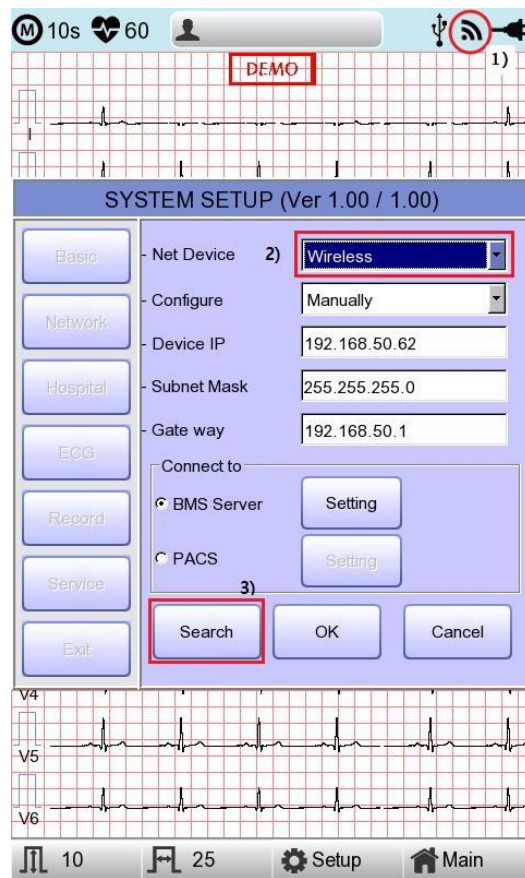 M 10s 60
1)
DEMO
I
SYSTEM SETUP (Ver 1.00 / 1.00)
Basic
Network
Hospital
ECG
Record
Service
Exit
- Net Device 2) Wireless
- Configure Manually
- Device IP 192.168.50.62
- Subnet Mask 255.255.255.0
- Gate way 192.168.50.1
Connect to
BMS Server Setting
PACS Setting
3)
Search OK Cancel
V4
V5
V6
10 25 Setup Main